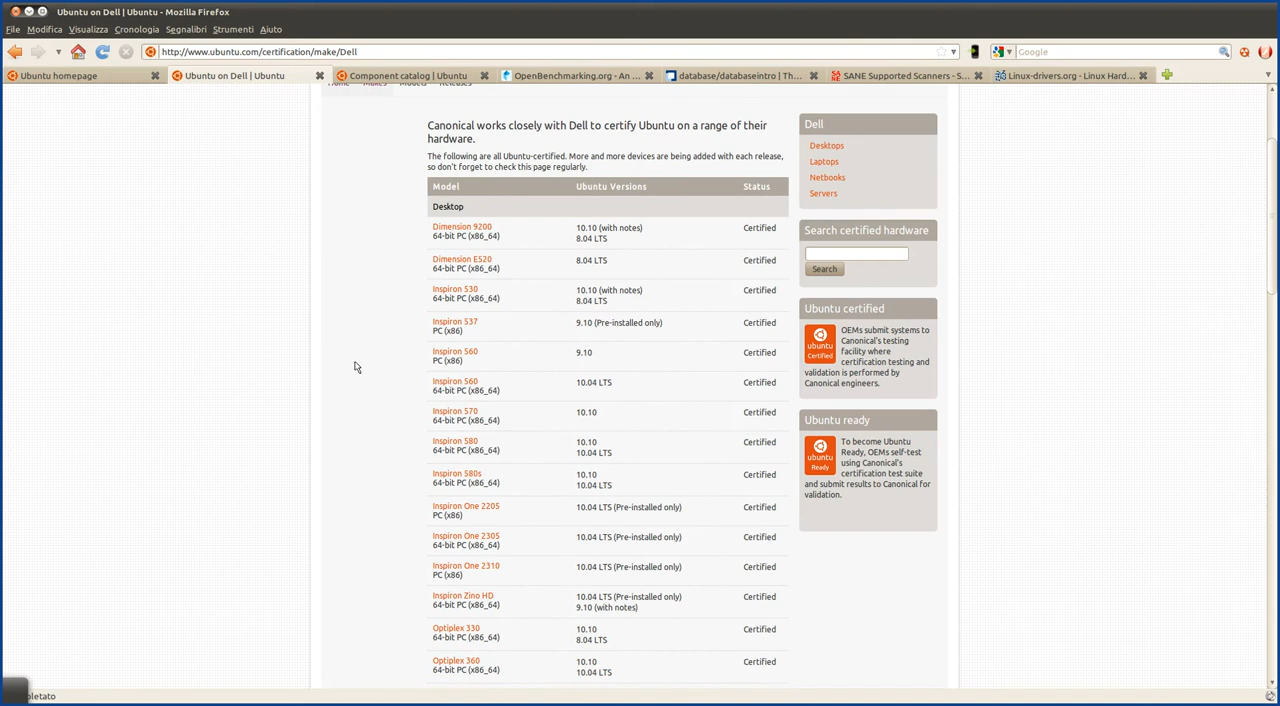 Ubuntu on Dell | Ubuntu - Mozilla Firefox
File Modifica Visualizza Cronologia Segnalibri Strumenti Aiuto
http://www.ubuntu.com/certification/make/Dell
Google
Ubuntu homepage
Ubuntu on Dell | Ubuntu
Component catalog | Ubuntu
OpenBenchmarking.org - An ...
database/databaseintro | Th...
SANE Supported Scanners - S...
Linux-drivers.org - Linux Hard...
Home Makes Models Releases
Canonical works closely with Dell to certify Ubuntu on a range of their
hardware.
The following are all Ubuntu-certified. More and more devices are being added with each release,
so don't forget to check this page regularly.
Model Ubuntu Versions Status
Desktop
Dimension 9200 10.10 (with notes) Certified
64-bit PC (x86_64) 8.04 LTS
Dimension E520 8.04 LTS Certified
64-bit PC (x86_64)
Inspiron 530 10.10 (with notes) Certified
64-bit PC (x86_64) 8.04 LTS
Inspiron 537 9.10 (Pre-installed only) Certified
PC (x86)
Inspiron 560 9.10 Certified
PC (x86)
Inspiron 560 10.04 LTS Certified
64-bit PC (x86_64)
Inspiron 570 10.10 Certified
64-bit PC (x86_64)
Inspiron 580 10.10 Certified
64-bit PC (x86_64) 10.04 LTS
Inspiron 580s 10.10 Certified
64-bit PC (x86_64) 10.04 LTS
Inspiron One 2205 10.04 LTS (Pre-installed only) Certified
PC (x86)
Inspiron One 2305 10.04 LTS (Pre-installed only) Certified
64-bit PC (x86_64)
Inspiron One 2310 10.04 LTS (Pre-installed only) Certified
PC (x86)
Inspiron Zino HD 10.04 LTS (Pre-installed only) Certified
64-bit PC (x86_64) 9.10 (with notes)
Optiplex 330 10.10 Certified
64-bit PC (x86_64) 8.04 LTS
Optiplex 360 10.10 Certified
64-bit PC (x86_64) 10.04 LTS
Dell
Desktops
Laptops
Netbooks
Servers
Search certified hardware
Search
Ubuntu certified
ubuntu
Certified
OEMs submit systems to
Canonical's testing
facility where
certification testing and
validation is performed by
Canonical engineers.
Ubuntu ready
ubuntu
Ready
To become Ubuntu
Ready, OEMs self-test
using Canonical's
certification test suite
and submit results to Canonical for
validation.
pletato